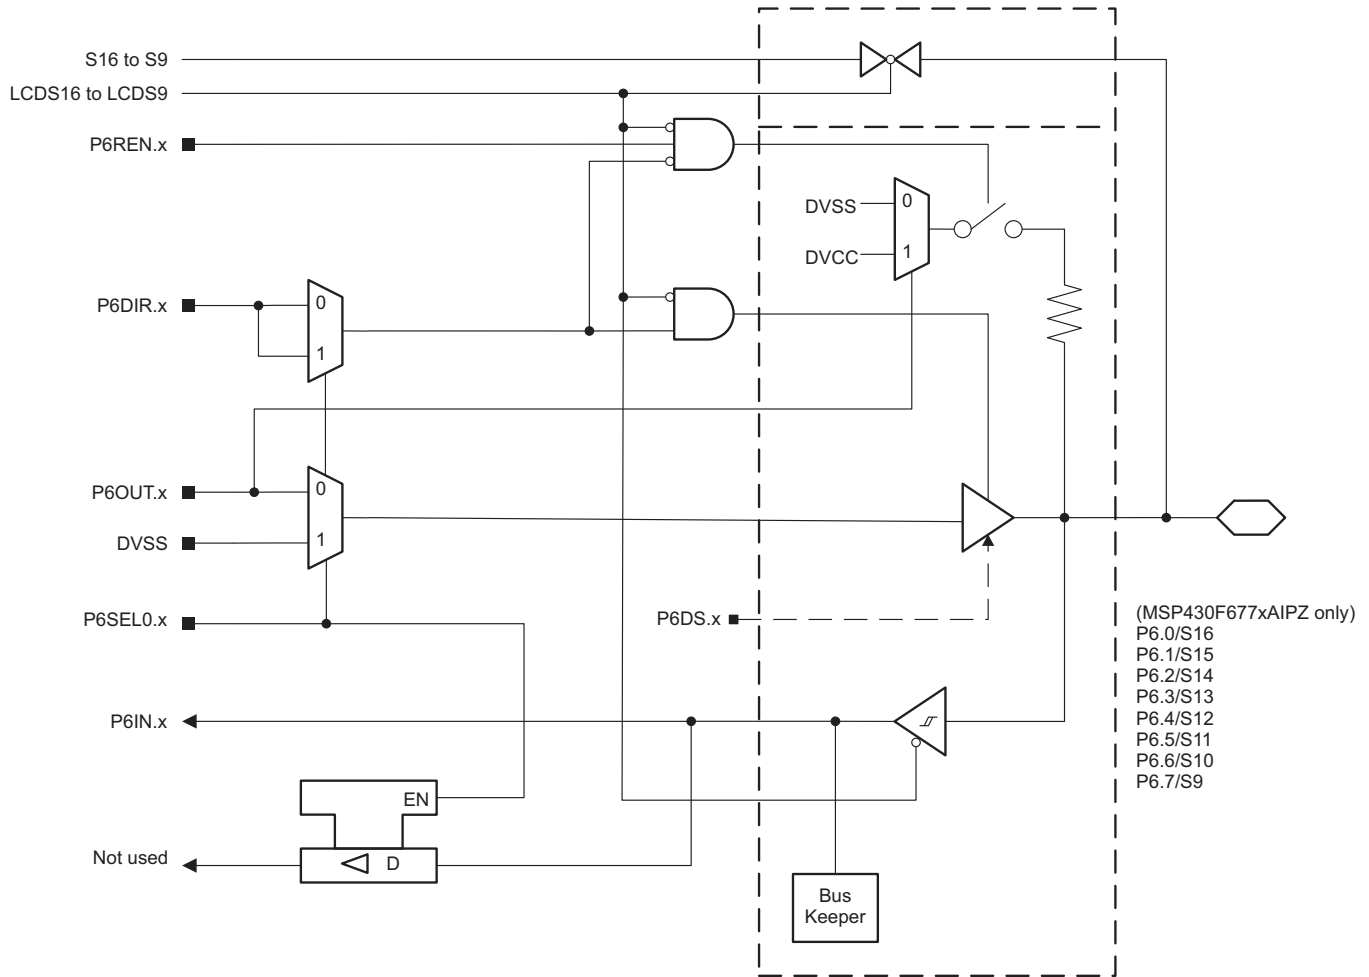 S16 to S9
LCDS16 to LCDS9
P6REN.x
DVSS
0
DVCC
1
P6DIR.x
0
1
P6OUT.x
0
DVSS
1
P6SEL0.x
P6DS.x
(MSP430F677xAIPZ only)
P6.0/S16
P6.1/S15
P6.2/S14
P6.3/S13
P6.4/S12
P6.5/S11
P6.6/S10
P6.7/S9
P6IN.x
EN
Not used
D
Bus
Keeper